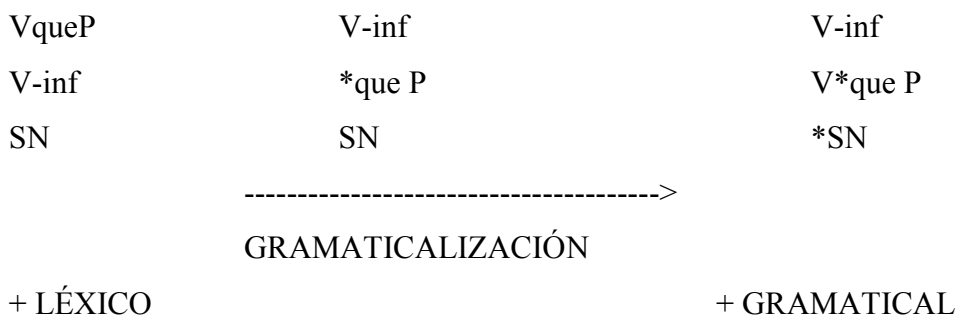 VqueP V-inf V-inf
V-inf *que P V*que P
SN SN *SN
--------------------------------------->
GRAMATICALIZACIÓN
+ LÉXICO + GRAMATICAL